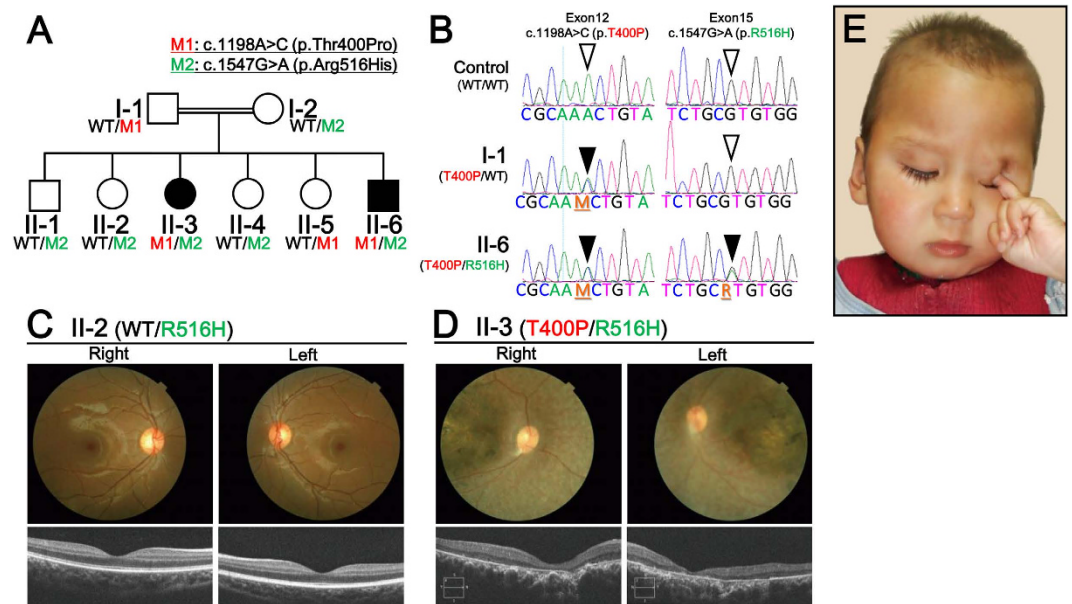 A
M1: c.1198A>C (p.Thr400Pro)
M2: c.1547G>A (p.Arg516His)
I-1
WT/M1
I-2
WT/M2
II-1
WT/M2
II-2
WT/M2
II-3
M1/M2
II-4
WT/M2
II-5
WT/M1
II-6
M1/M2
B
Exon12
c.1198A>C (p.T400P)
Exon15
c.1547G>A (p.R516H)
Control
(WT/WT)
CGCAAACTGTA
TCTGCGTGTGG
I-1
(T400P/WT)
CGCAAMCTGTA
TCTGCGTGTGG
II-6
(T400P/R516H)
CGCAAMCTGTA
TCTGCRTGTGG
C II-2 (WT/R516H)
Right
Left
D II-3 (T400P/R516H)
Right
Left
E